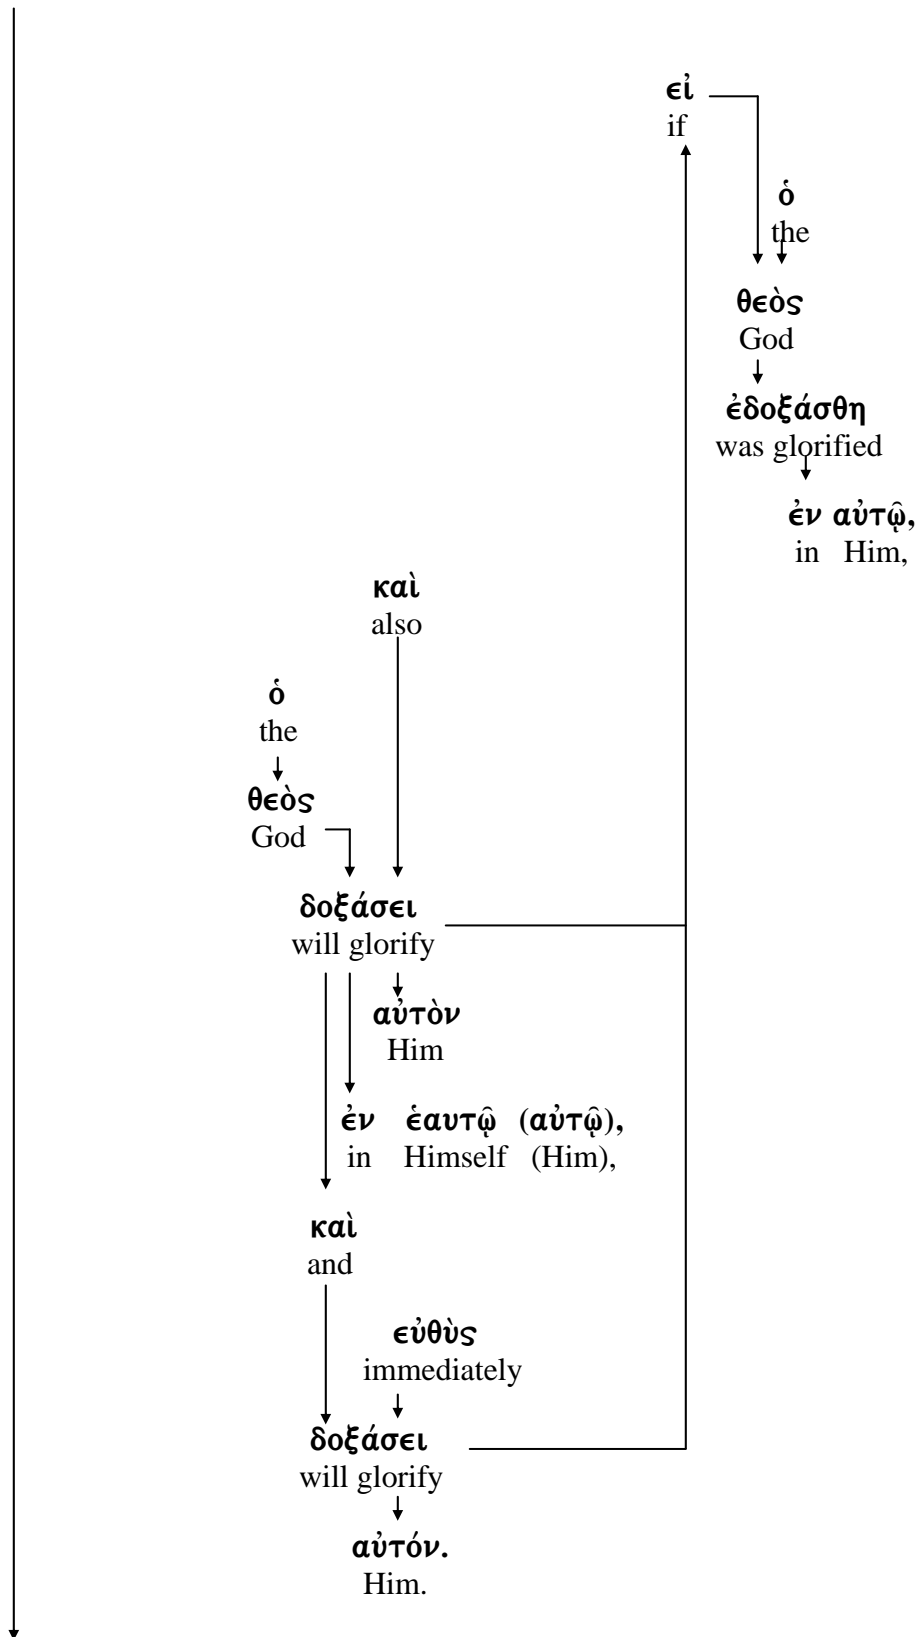 εἰ
if
ὁ
the
θεὸς
God
ἐδοξάσθη
was glorified
ἐν αὐτῷ,
in Him,
καὶ
also
ὁ
the
θεὸς
God
δοξάσει
will glorify
αὐτὸν
Him
ἐν ἑαυτῷ (αὐτῷ),
in Himself (Him),
καὶ
and
εὐθὺς
immediately
δοξάσει
will glorify
αὐτόν.
Him.